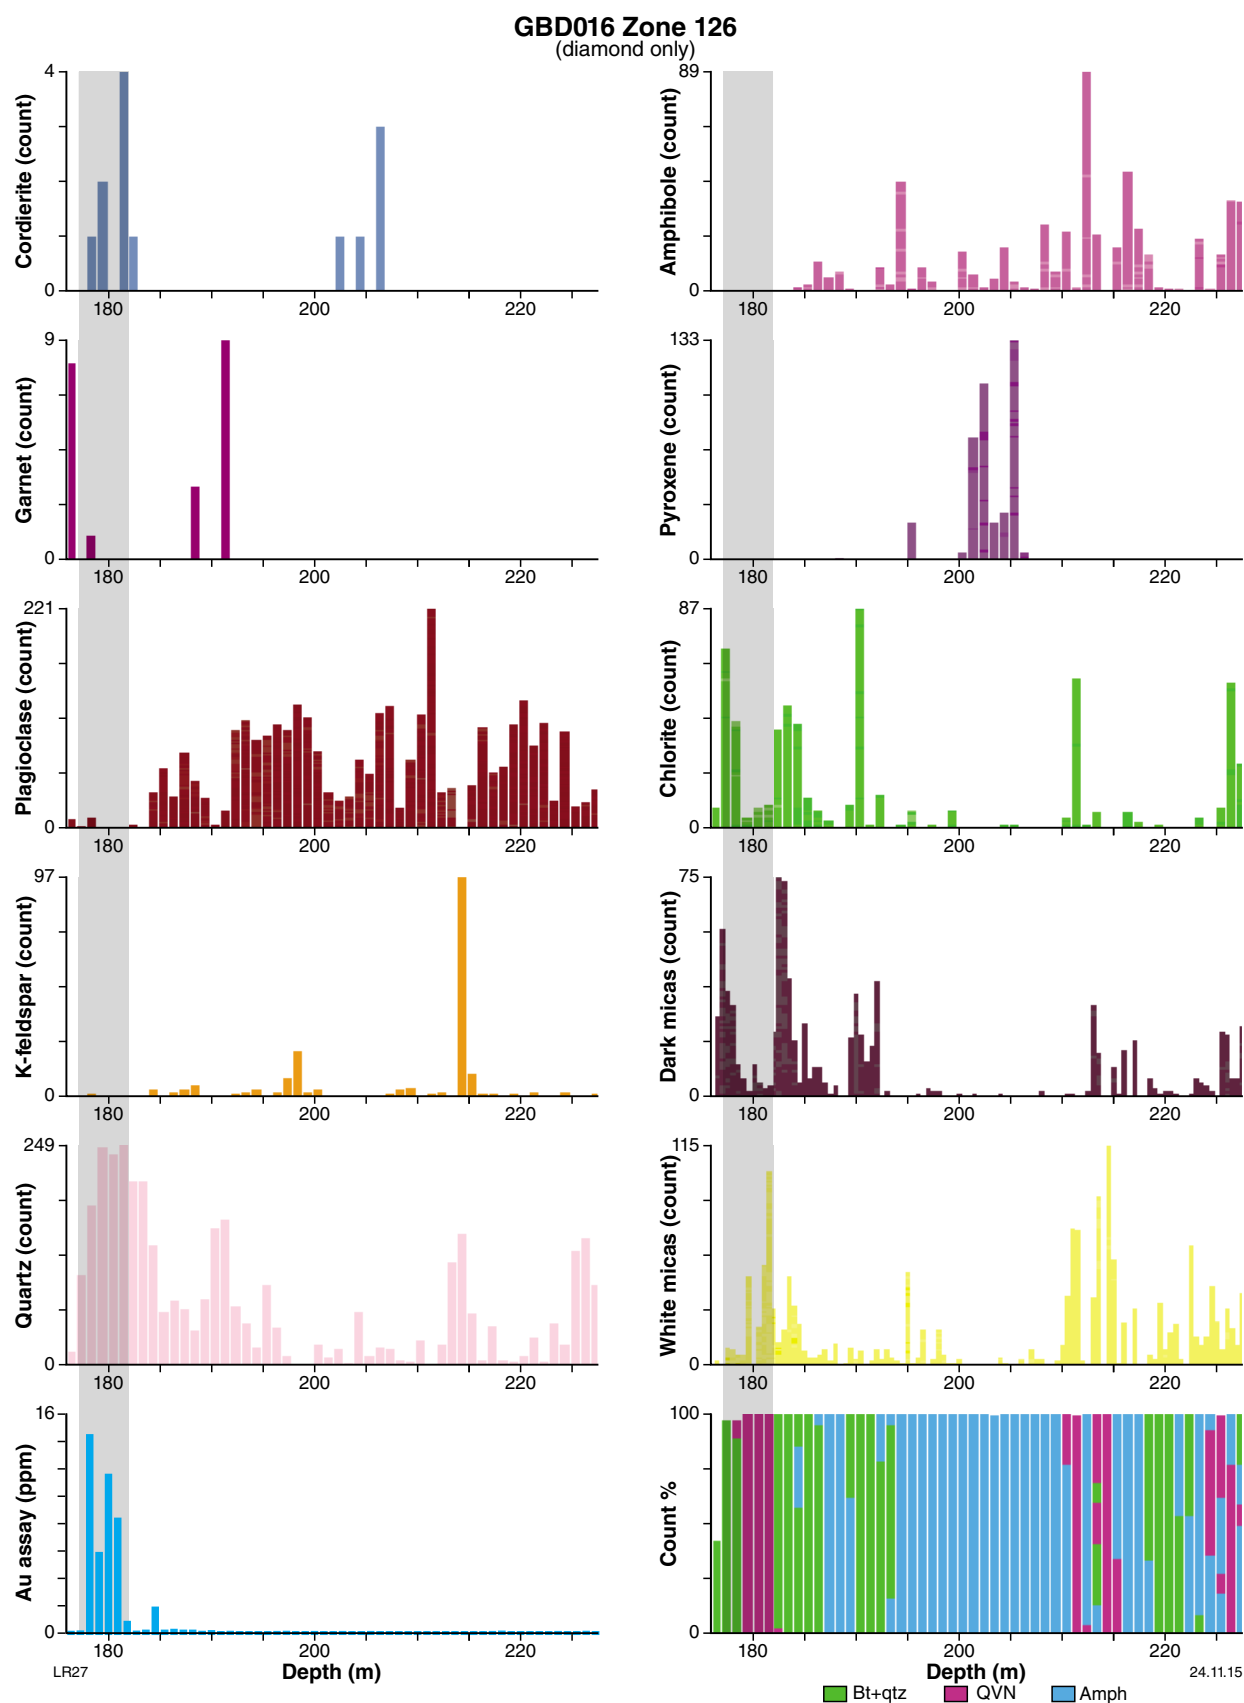 GBD016 Zone 126
(diamond only)
Cordierite (count)
4
0
180 200 220
Amphibole (count)
89
0
180 200 220
Garnet (count)
9
0
180 200 220
Pyroxene (count)
133
0
180 200 220
Plagioclase (count)
221
0
180 200 220
Chlorite (count)
87
0
180 200 220
K-feldspar (count)
97
0
180 200 220
Dark micas (count)
75
0
180 200 220
Quartz (count)
249
0
180 200 220
White micas (count)
115
0
180 200 220
Au assay (ppm)
16
0
180 200 220
Depth (m)
Count %
100
0
180 200 220
Depth (m)
LR27
24.11.15
Bt+qtz QVN Amph